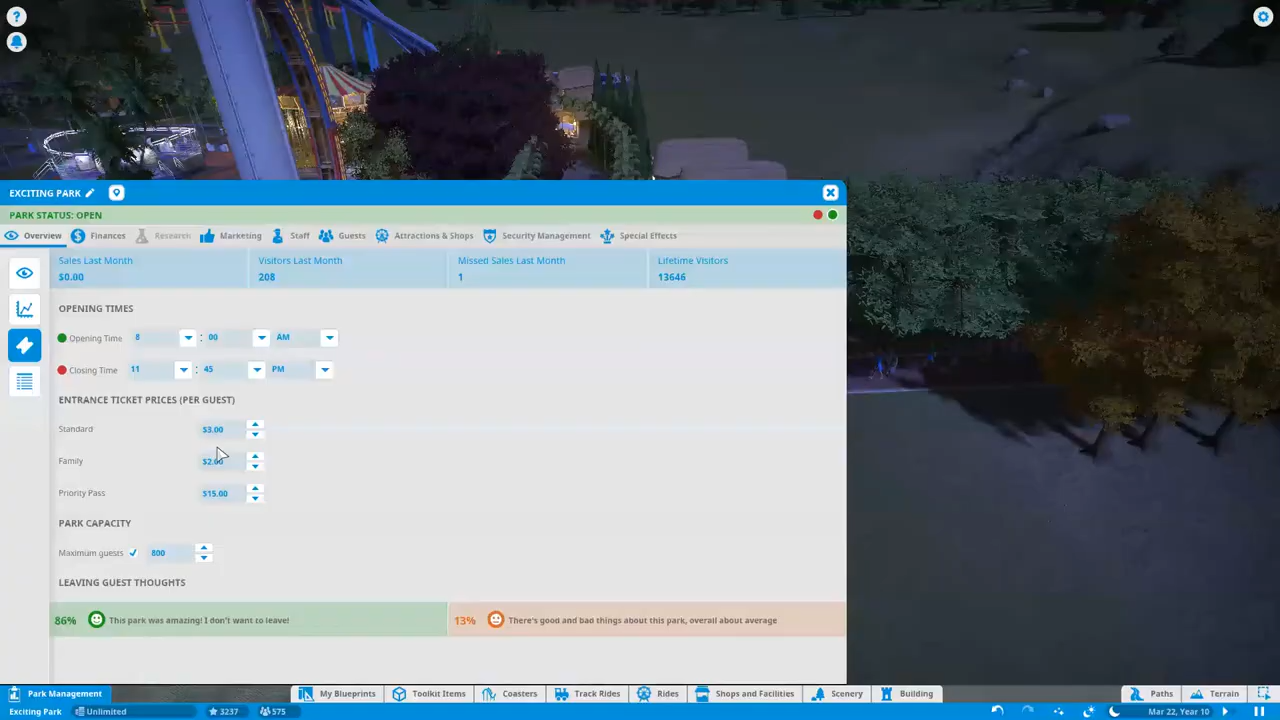 EXCITING PARK
PARK STATUS: OPEN
Overview Finances Research Marketing Staff Guests Attractions & Shops Security Management Special Effects
Sales Last Month Visitors Last Month Missed Sales Last Month Lifetime Visitors
$0.00 208 1 13646
OPENING TIMES
Opening Time 8 : 00 AM
Closing Time 11 : 45 PM
ENTRANCE TICKET PRICES (PER GUEST)
Standard $3.00
Family $2.00
Priority Pass $15.00
PARK CAPACITY
Maximum guests 800
LEAVING GUEST THOUGHTS
86% This park was amazing! I don't want to leave! 13% There's good and bad things about this park, overall about average
Park Management My Blueprints Toolkit Items Coasters Track Rides Rides Shops and Facilities Scenery Building Paths Terrain
Exciting Park Unlimited 3237 575 Mar 22, Year 10